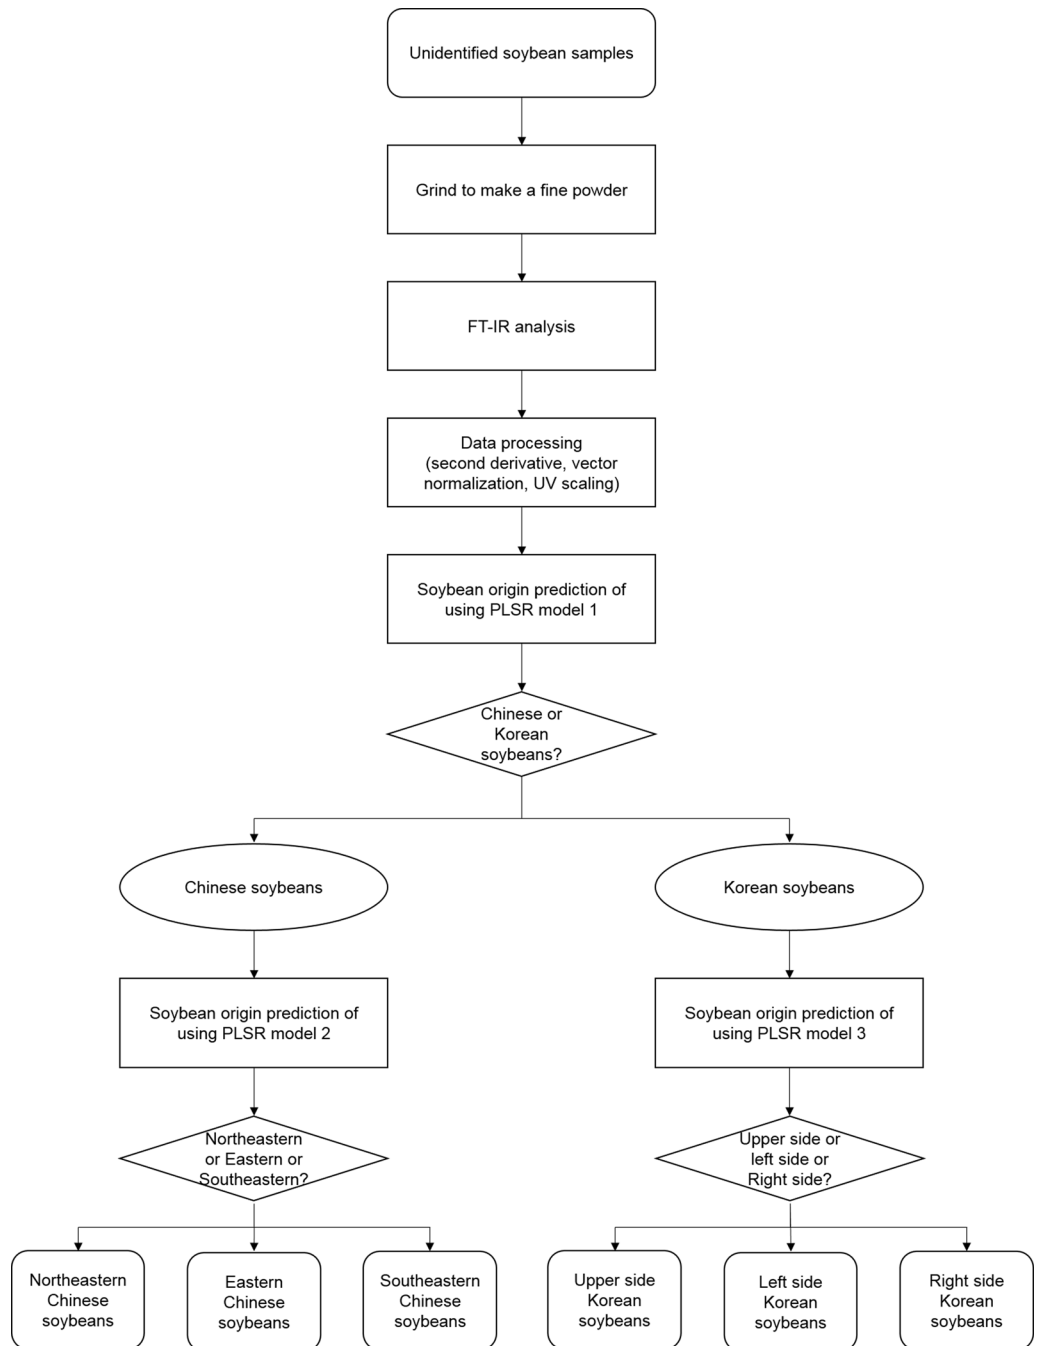 Unidentified soybean samples
Grind to make a fine powder
FT-IR analysis
Data processing
(second derivative, vector
normalization, UV scaling)
Soybean origin prediction of
using PLSR model 1
Chinese or
Korean
soybeans?
Chinese soybeans
Korean soybeans
Soybean origin prediction of
using PLSR model 2
Soybean origin prediction of
using PLSR model 3
Northeastern
or Eastern or
Southeastern?
Upper side or
left side or
Right side?
Northeastern
Chinese
soybeans
Eastern
Chinese
soybeans
Southeastern
Chinese
soybeans
Upper side
Korean
soybeans
Left side
Korean
soybeans
Right side
Korean
soybeans